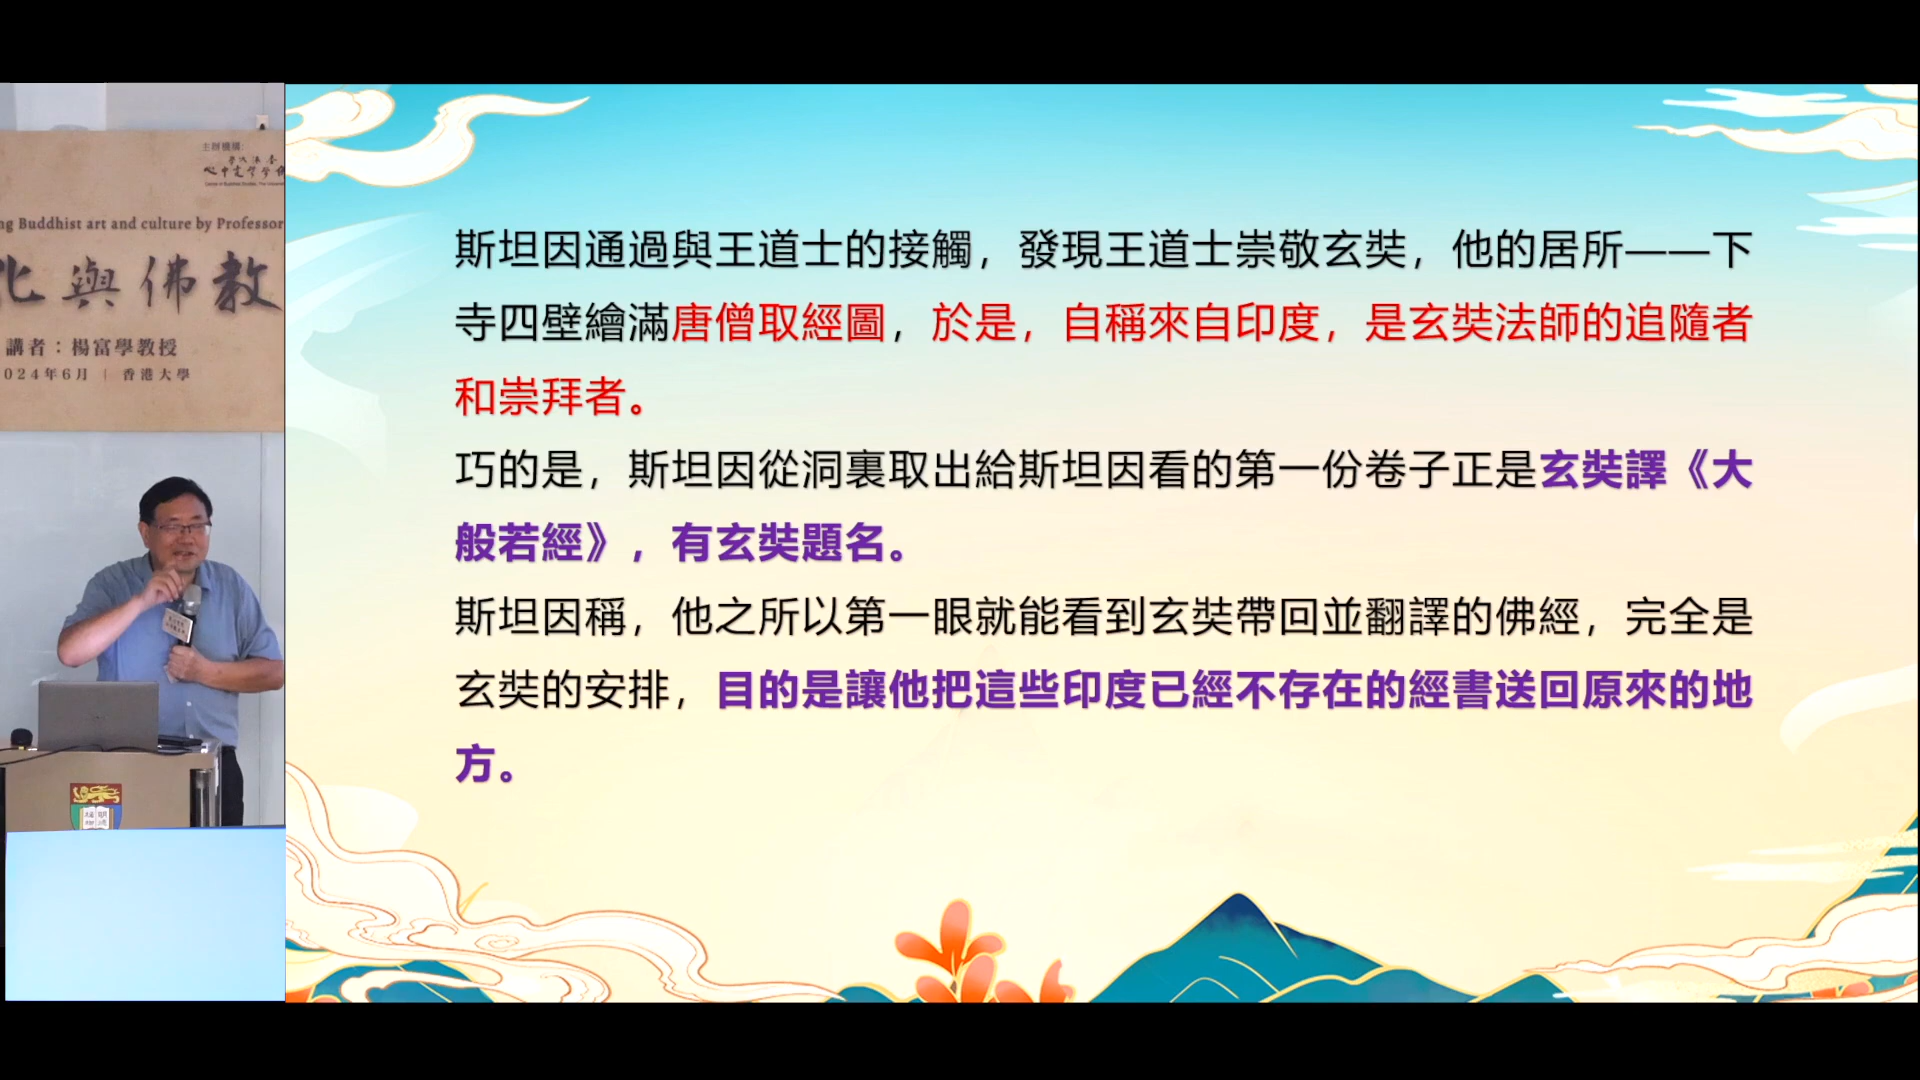 主辦機構:
ng Buddhist art and culture by Professor
化與佛教
講者：楊富學教授
024年6月 | 香港大學
斯坦因通過與王道士的接觸，發現王道士崇敬玄奘，他的居所——下
寺四壁繪滿唐僧取經圖，於是，自稱來自印度，是玄奘法師的追隨者
和崇拜者。
巧的是，斯坦因從洞裏取出給斯坦因看的第一份卷子正是玄奘譯《大
般若經》，有玄奘題名。
斯坦因稱，他之所以第一眼就能看到玄奘帶回並翻譯的佛經，完全是
玄奘的安排，目的是讓他把這些印度已經不存在的經書送回原來的地
方。